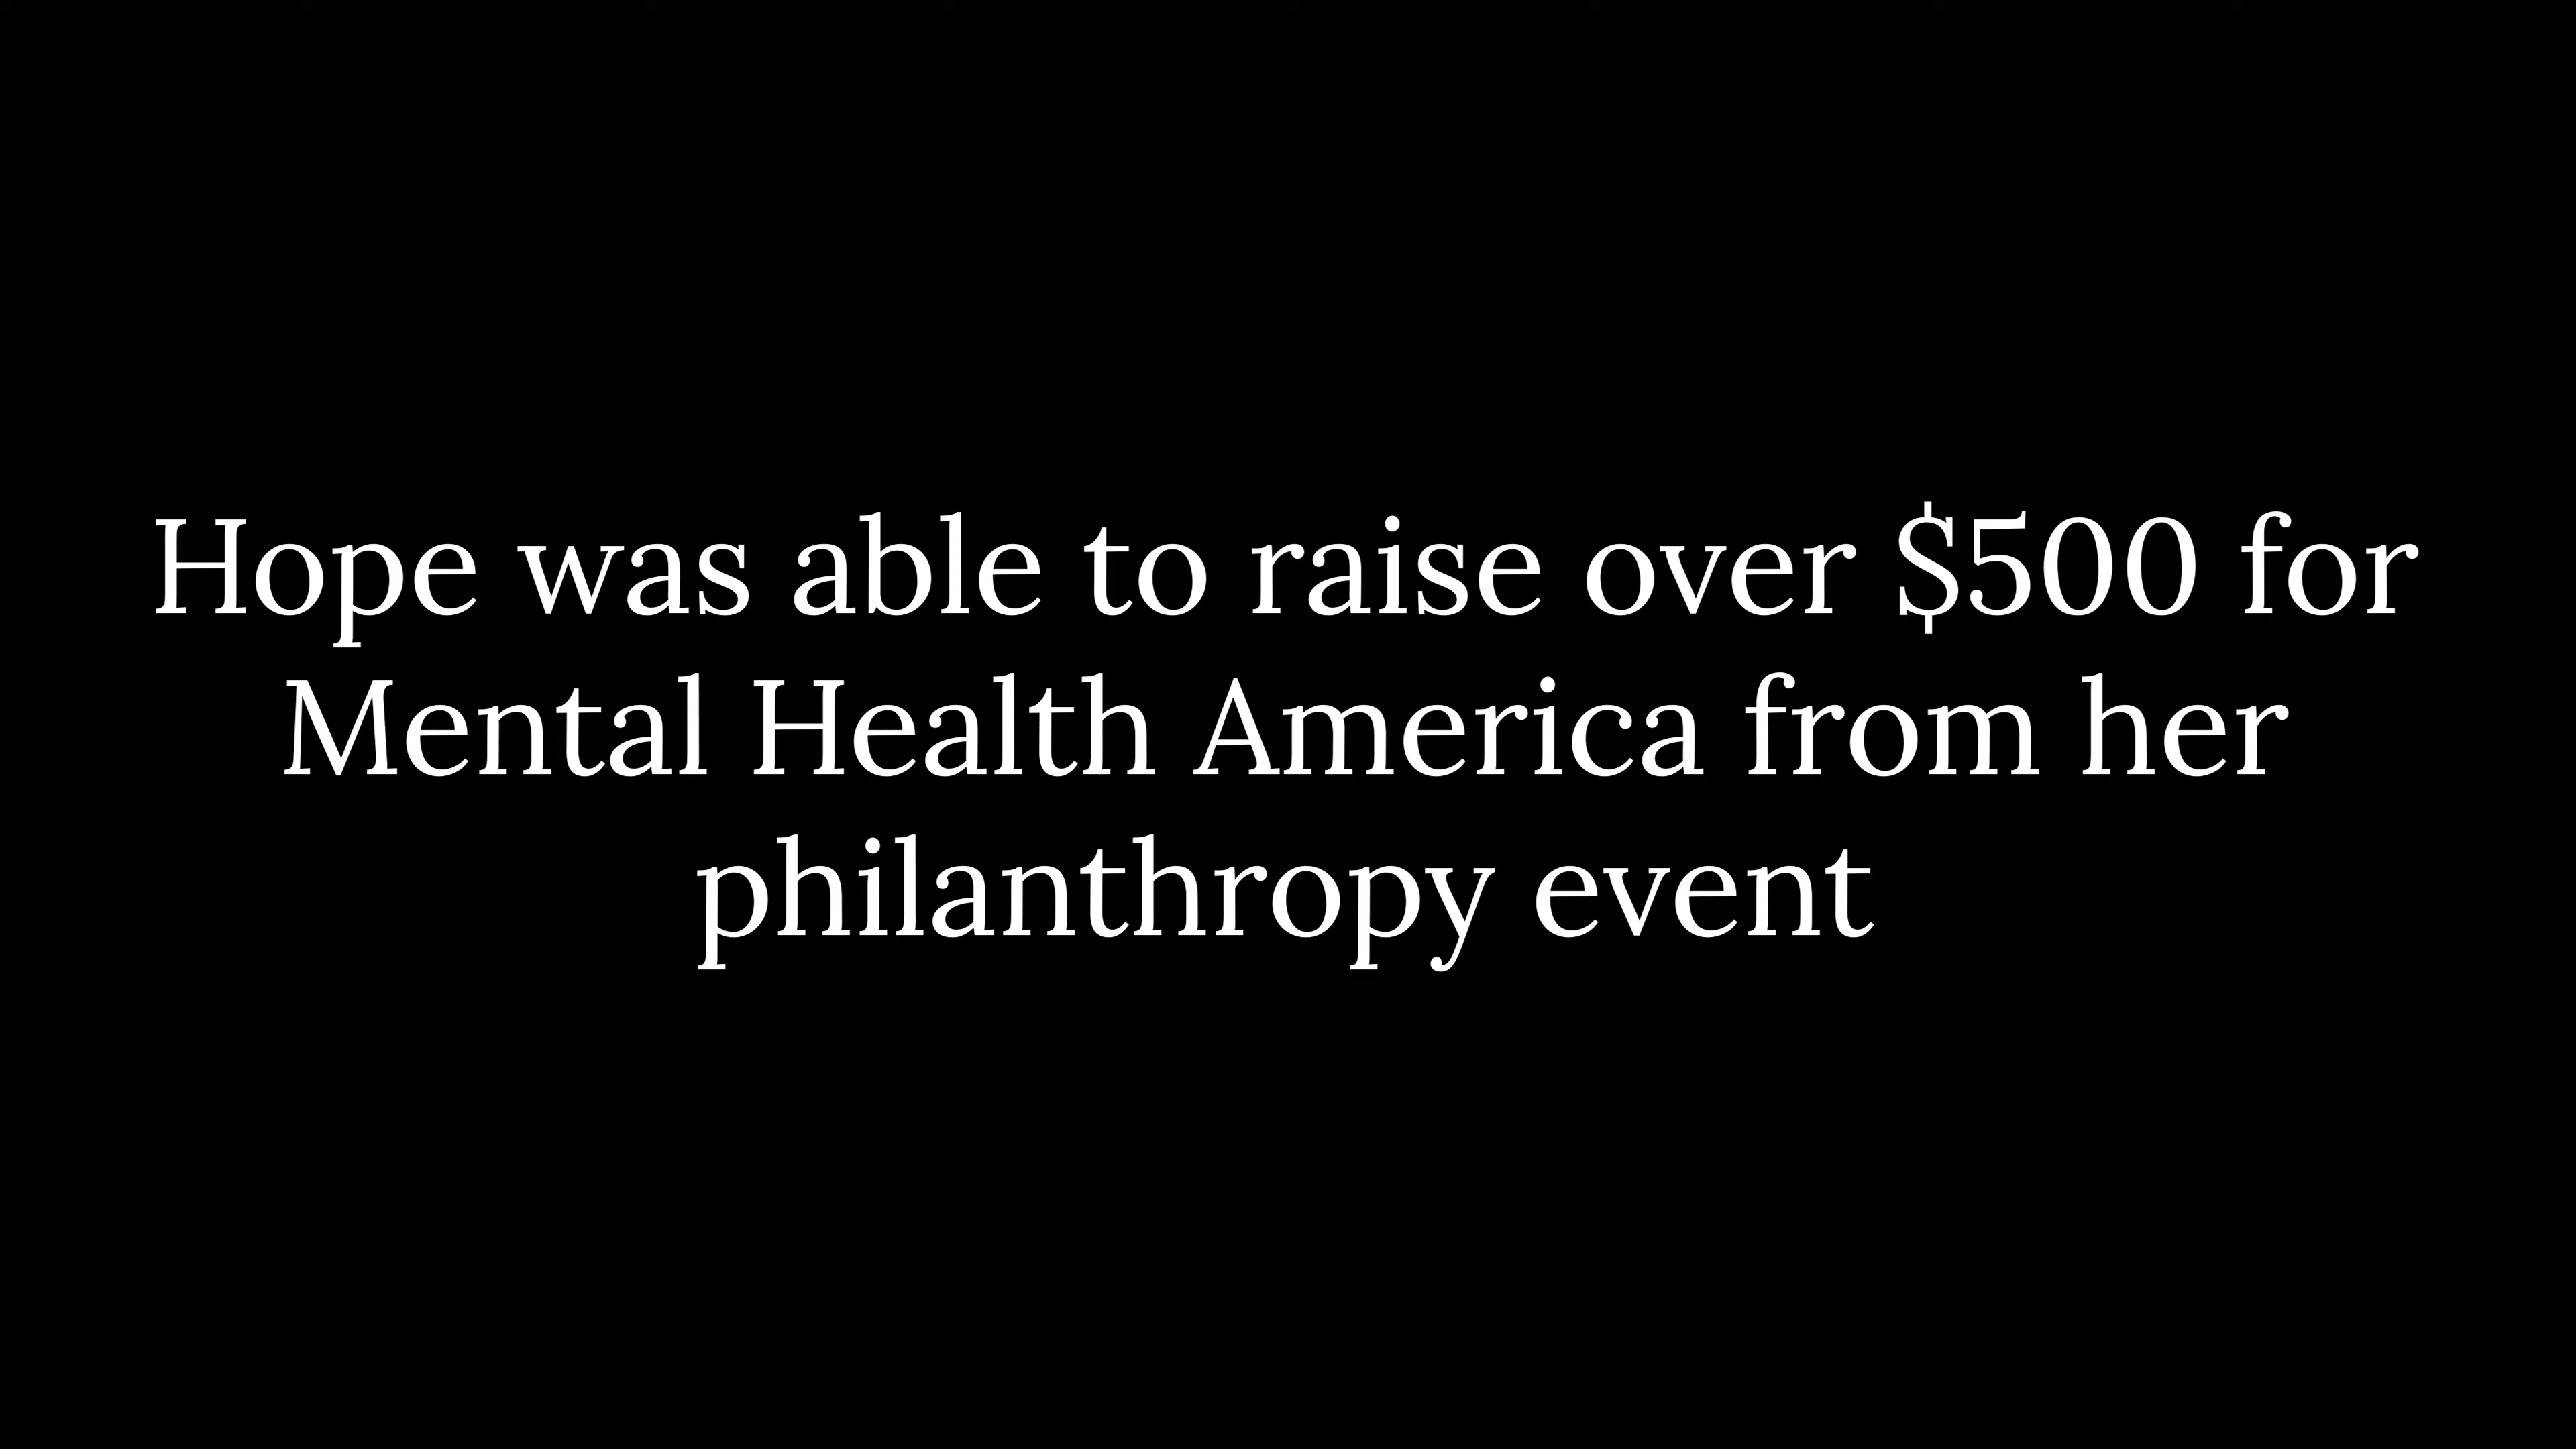 Hope was able to raise over $500 for
Mental Health America from her
philanthropy event